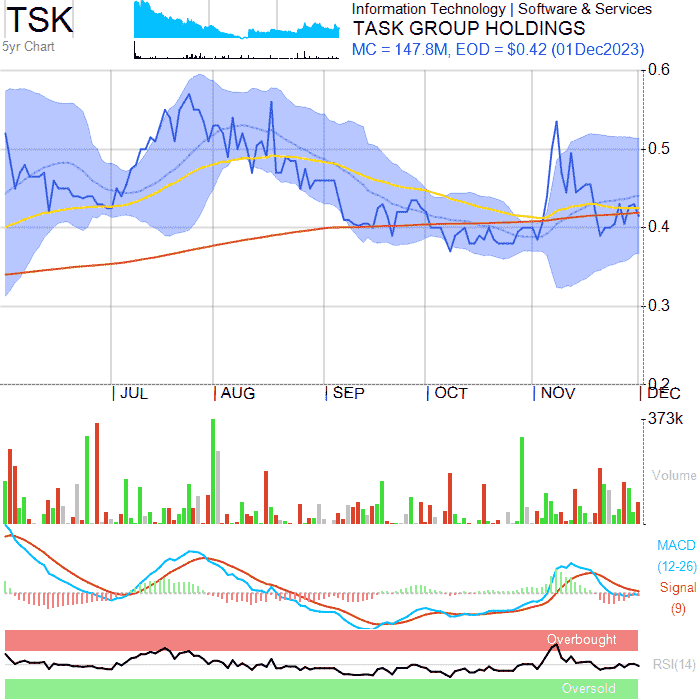 TSK
5yr Chart
Information Technology | Software & Services
TASK GROUP HOLDINGS
MC = 147.8M, EOD = $0.42 (01Dec2023)
0.6
0.5
0.4
0.3
0.2
| JUL | AUG | SEP | OCT | NOV | DEC
373k
Volume
MACD
(12-26)
Signal
(9)
Overbought
RSI(14)
Oversold